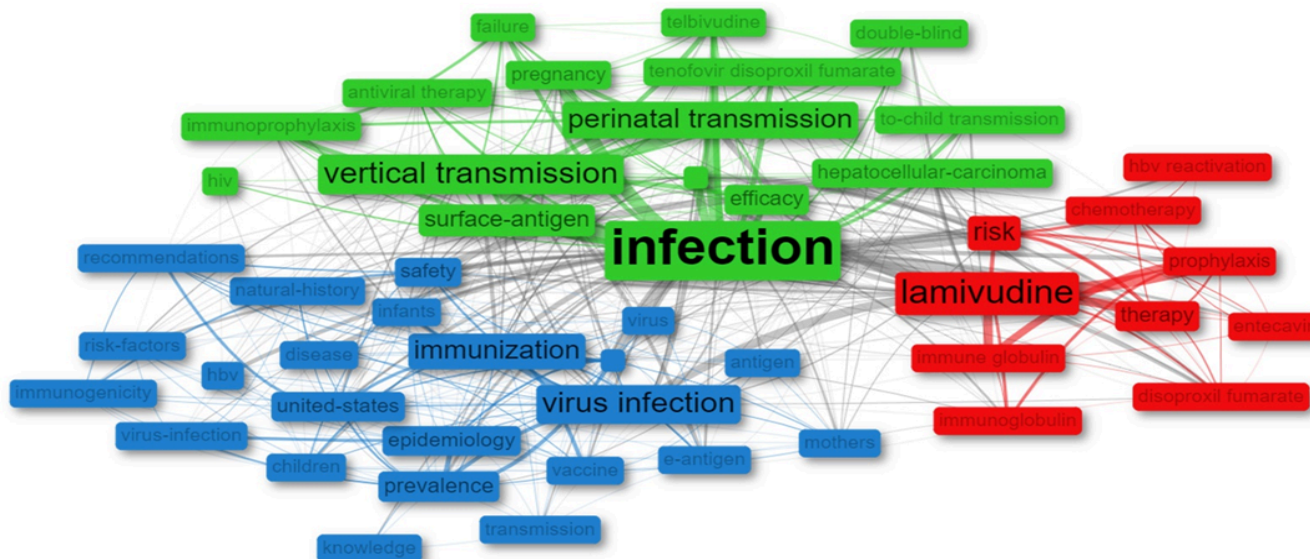 failure
telbivudine
double-blind
pregnancy
tenofovir disoproxil fumarate
antiviral therapy
immunoprophylaxis
perinatal transmission
to-child transmission
vertical transmission
hepatocellular-carcinoma
hiv
efficacy
surface-antigen
infection
hbv reactivation
chemotherapy
risk
prophylaxis
lamivudine
therapy
entecavir
immune globulin
disoproxil fumarate
immunoglobulin
recommendations
safety
natural-history
infants
virus
risk-factors
disease
immunization
antigen
hbv
immunogenicity
united-states
virus infection
virus-infection
epidemiology
mothers
children
vaccine
e-antigen
prevalence
transmission
knowledge